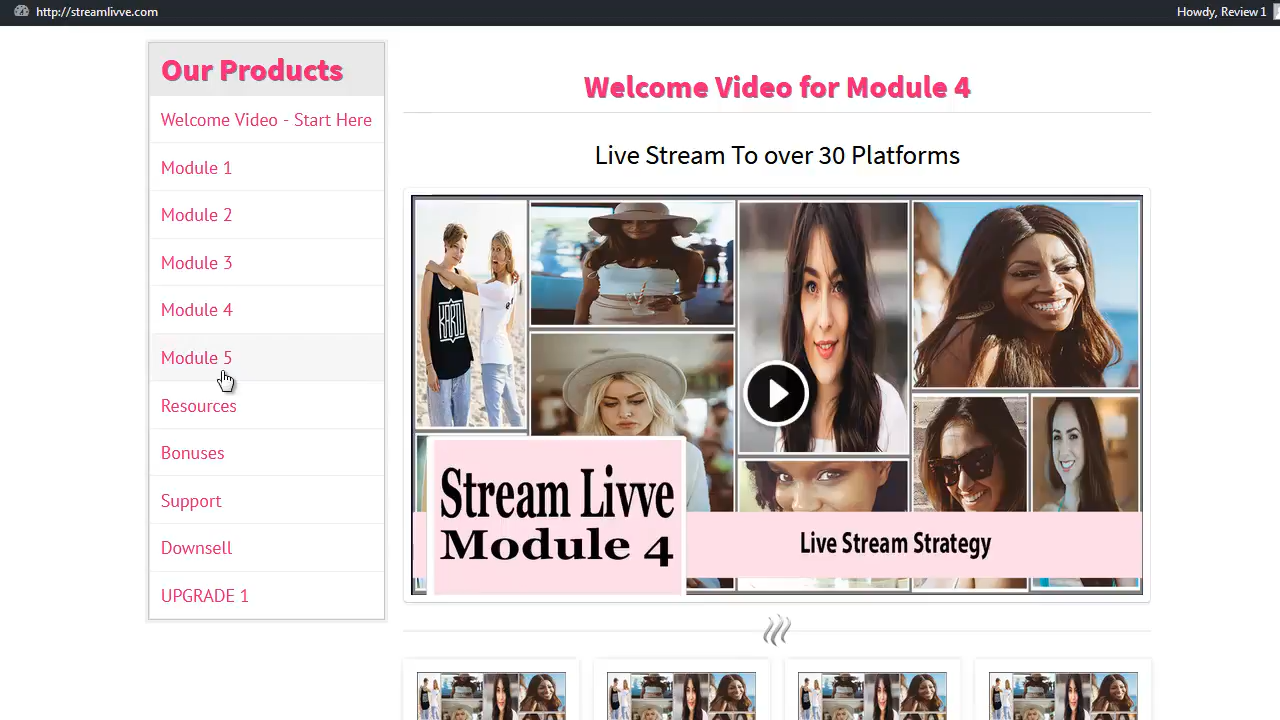 http://streamlivve.com
Howdy, Review 1
Our Products
Welcome Video - Start Here
Module 1
Module 2
Module 3
Module 4
Module 5
Resources
Bonuses
Support
Downsell
UPGRADE 1
Welcome Video for Module 4
Live Stream To over 30 Platforms
KARD
Stream Livve
Module 4
Live Stream Strategy